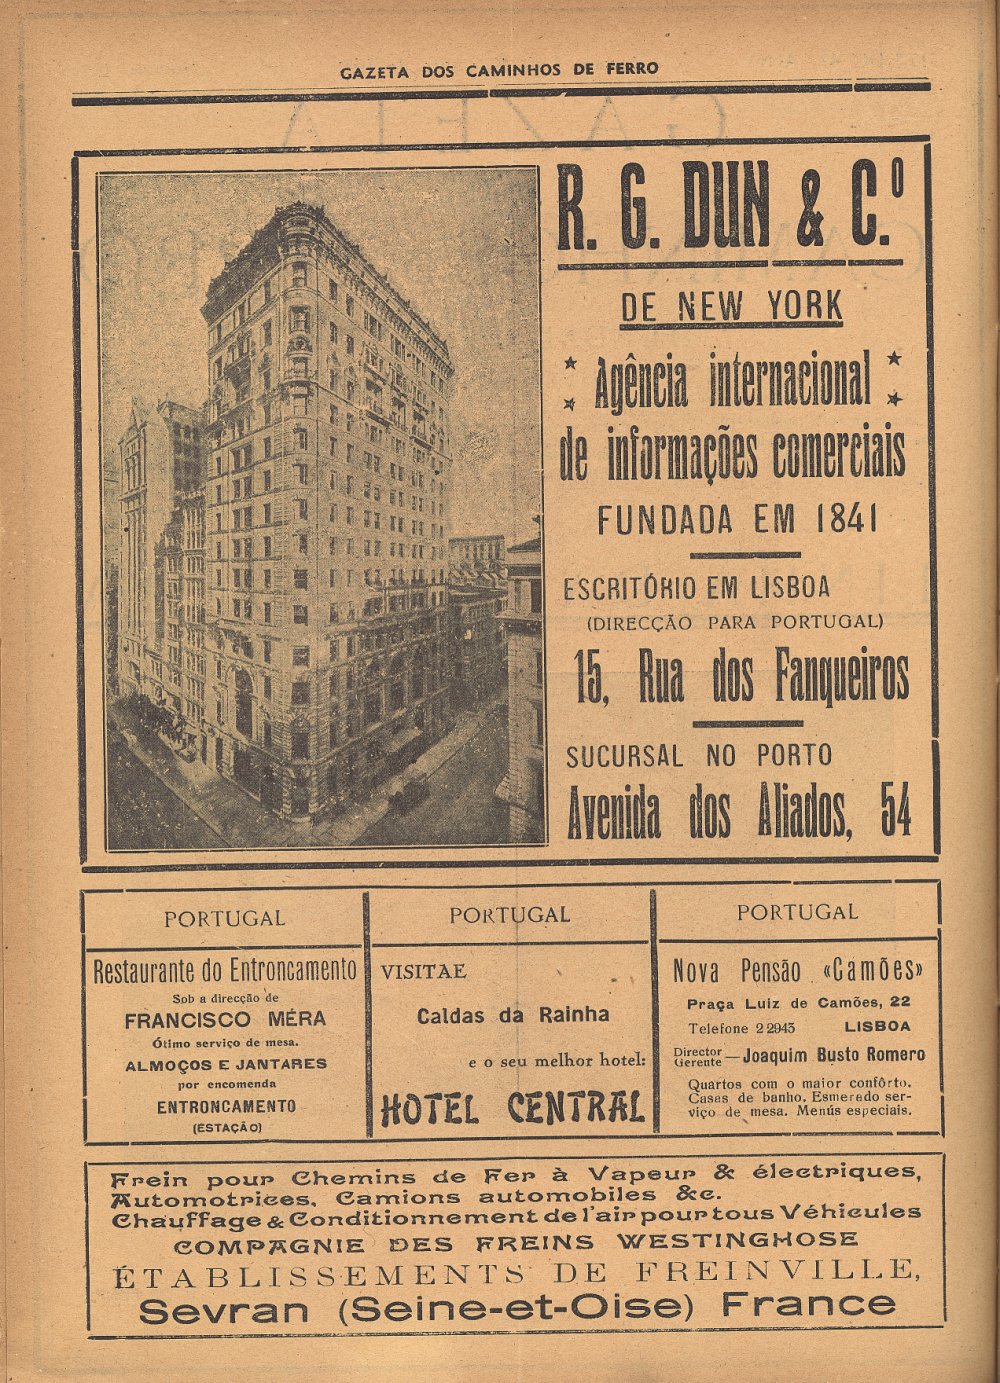 GAZETA DOS CAMINHOS DE FERRO
R. G. DUN & C.º
DE NEW YORK
Agência internacional
de informações comerciais
FUNDADA EM 1841
ESCRITÓRIO EM LISBOA
(DIRECÇÃO PARA PORTUGAL)
15, Rua dos Fanqueiros
SUCURSAL NO PORTO
Avenida dos Aliados, 54
PORTUGAL
Restaurante do Entroncamento
Sob a direcção de
FRANCISCO MÉRA
Ótimo serviço de mesa.
ALMOÇOS E JANTARES
por encomenda
ENTRONCAMENTO
(ESTAÇÃO)
PORTUGAL
VISITAE
Caldas da Rainha
e o seu melhor hotel:
HOTEL CENTRAL
PORTUGAL
Nova Pensão «Camões»
Praça Luiz de Camões, 22
Telefone 22943 LISBOA
Director Gerente — Joaquim Busto Romero
Quartos com o maior confôrto.
Casas de banho. Esmerado ser-
viço de mesa. Menús especiais.
Frein pour Chemins de Fer à Vapeur & électriques,
Automotrices, Camions automobiles &c.
Chauffage & Conditionnement de l'air pour tous Véhicules
COMPAGNIE DES FREINS WESTINGHOSE
ÉTABLISSEMENTS DE FREINVILLE,
Sevran (Seine-et-Oise) France